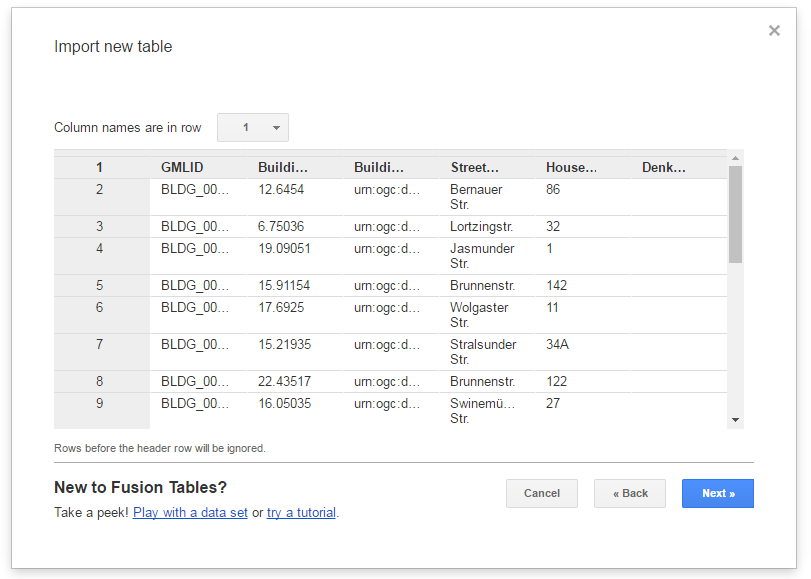 Import new table
×
Column names are in row 1
1 GMLID Buildi... Buildi... Street... House... Denk...
2 BLDG_00... 12.6454 urn:ogc:d... Bernauer Str. 86
3 BLDG_00... 6.75036 urn:ogc:d... Lortzingstr. 32
4 BLDG_00... 19.09051 urn:ogc:d... Jasmunder Str. 1
5 BLDG_00... 15.91154 urn:ogc:d... Brunnenstr. 142
6 BLDG_00... 17.6925 urn:ogc:d... Wolgaster Str. 11
7 BLDG_00... 15.21935 urn:ogc:d... Stralsunder Str. 34A
8 BLDG_00... 22.43517 urn:ogc:d... Brunnenstr. 122
9 BLDG_00... 16.05035 urn:ogc:d... Swinemü... Str. 27
Rows before the header row will be ignored.
New to Fusion Tables?
Take a peek! Play with a data set or try a tutorial.
Cancel
« Back
Next »